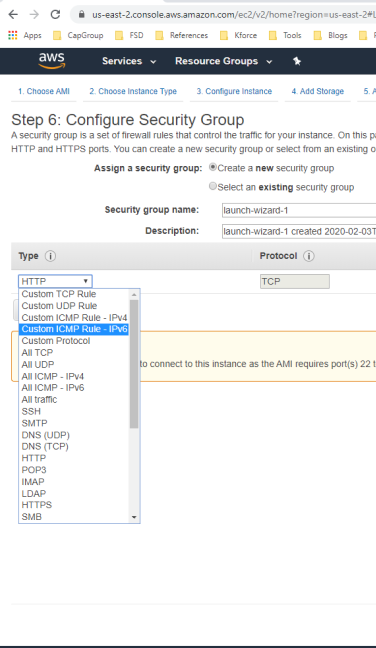 us-east-2.console.aws.amazon.com/ec2/v2/home?region=us-east-2#L
Apps CapGroup FSD References Kforce Tools Blogs
aws Services Resource Groups
1. Choose AMI 2. Choose Instance Type 3. Configure Instance 4. Add Storage 5. A
Step 6: Configure Security Group
A security group is a set of firewall rules that control the traffic for your instance. On this pa
HTTP and HTTPS ports. You can create a new security group or select from an existing o
Assign a security group: Create a new security group
Select an existing security group
Security group name: launch-wizard-1
Description: launch-wizard-1 created 2020-02-03T
Type i Protocol i
HTTP TCP
Custom TCP Rule
Custom UDP Rule
Custom ICMP Rule - IPv4
Custom ICMP Rule - IPv6
Custom Protocol
All TCP
All UDP
to connect to this instance as the AMI requires port(s) 22 t
All ICMP - IPv4
All ICMP - IPv6
All traffic
SSH
SMTP
DNS (UDP)
DNS (TCP)
HTTP
POP3
IMAP
LDAP
HTTPS
SMB